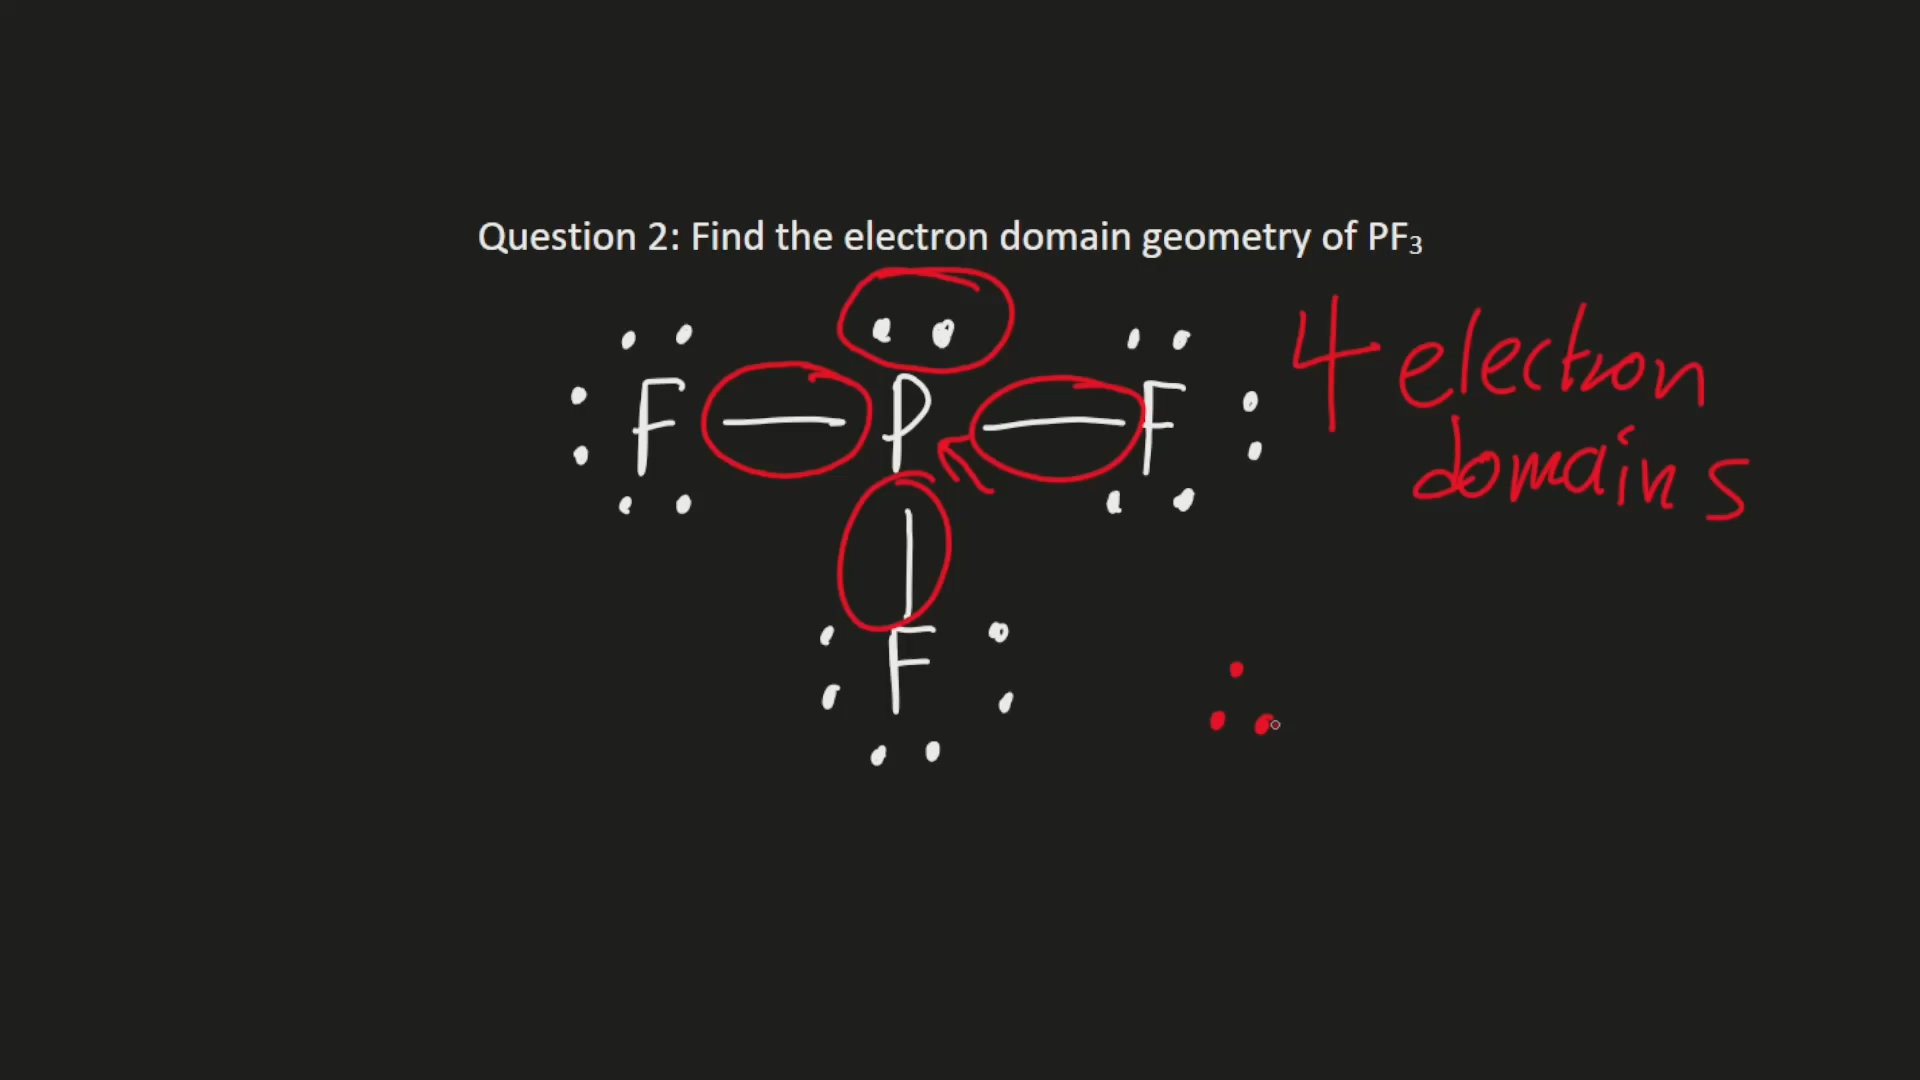 Question 2: Find the electron domain geometry of PF₃
F — P — F
F
4 electron
domains
∴